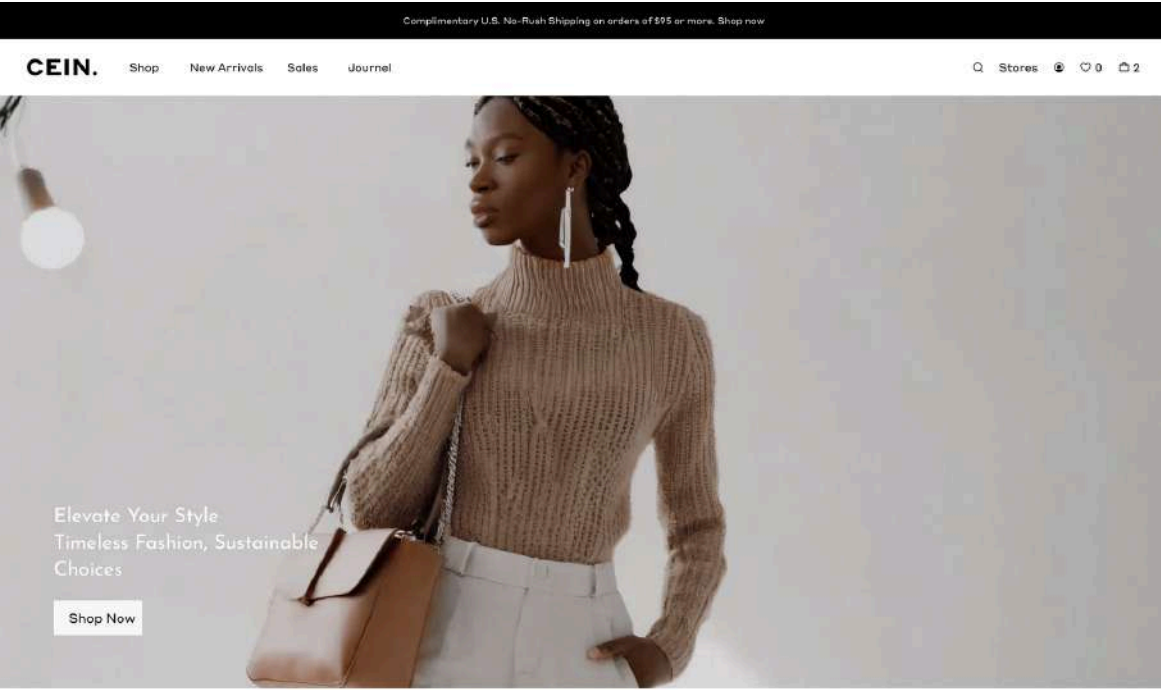 Complimentary U.S. No-Rush Shipping on orders of $95 or more. Shop now
CEIN. Shop New Arrivals Sales Journal Stores 0 2
Elevate Your Style
Timeless Fashion, Sustainable
Choices
Shop Now